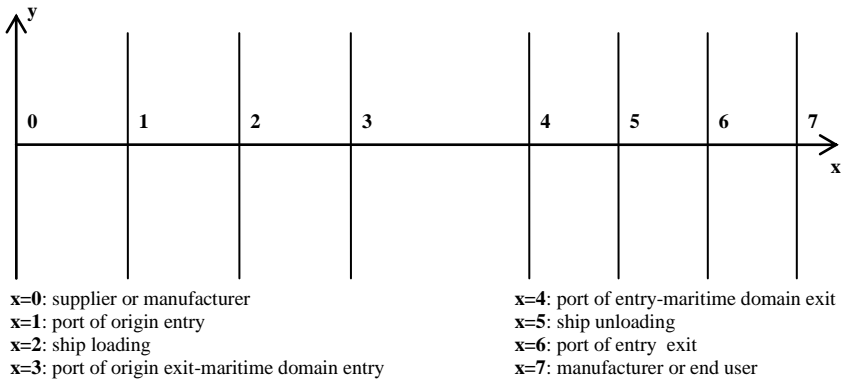 y
0 1 2 3 4 5 6 7
x
x=0: supplier or manufacturer
x=1: port of origin entry
x=2: ship loading
x=3: port of origin exit-maritime domain entry
x=4: port of entry-maritime domain exit
x=5: ship unloading
x=6: port of entry exit
x=7: manufacturer or end user